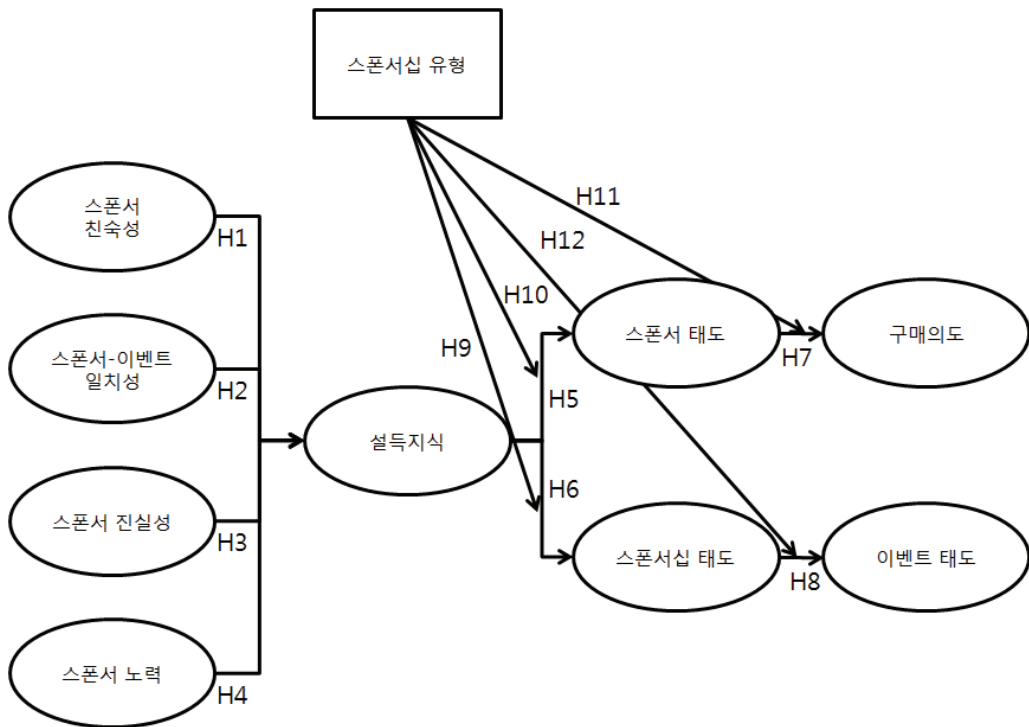 스폰서십 유형
스폰서
친숙성
H1
H11
H12
H10
스폰서-이벤트
일치성
H2
H9
스폰서 태도
H7
구매의도
H5
설득지식
H6
스폰서 진실성
H3
스폰서십 태도
H8
이벤트 태도
스폰서 노력
H4